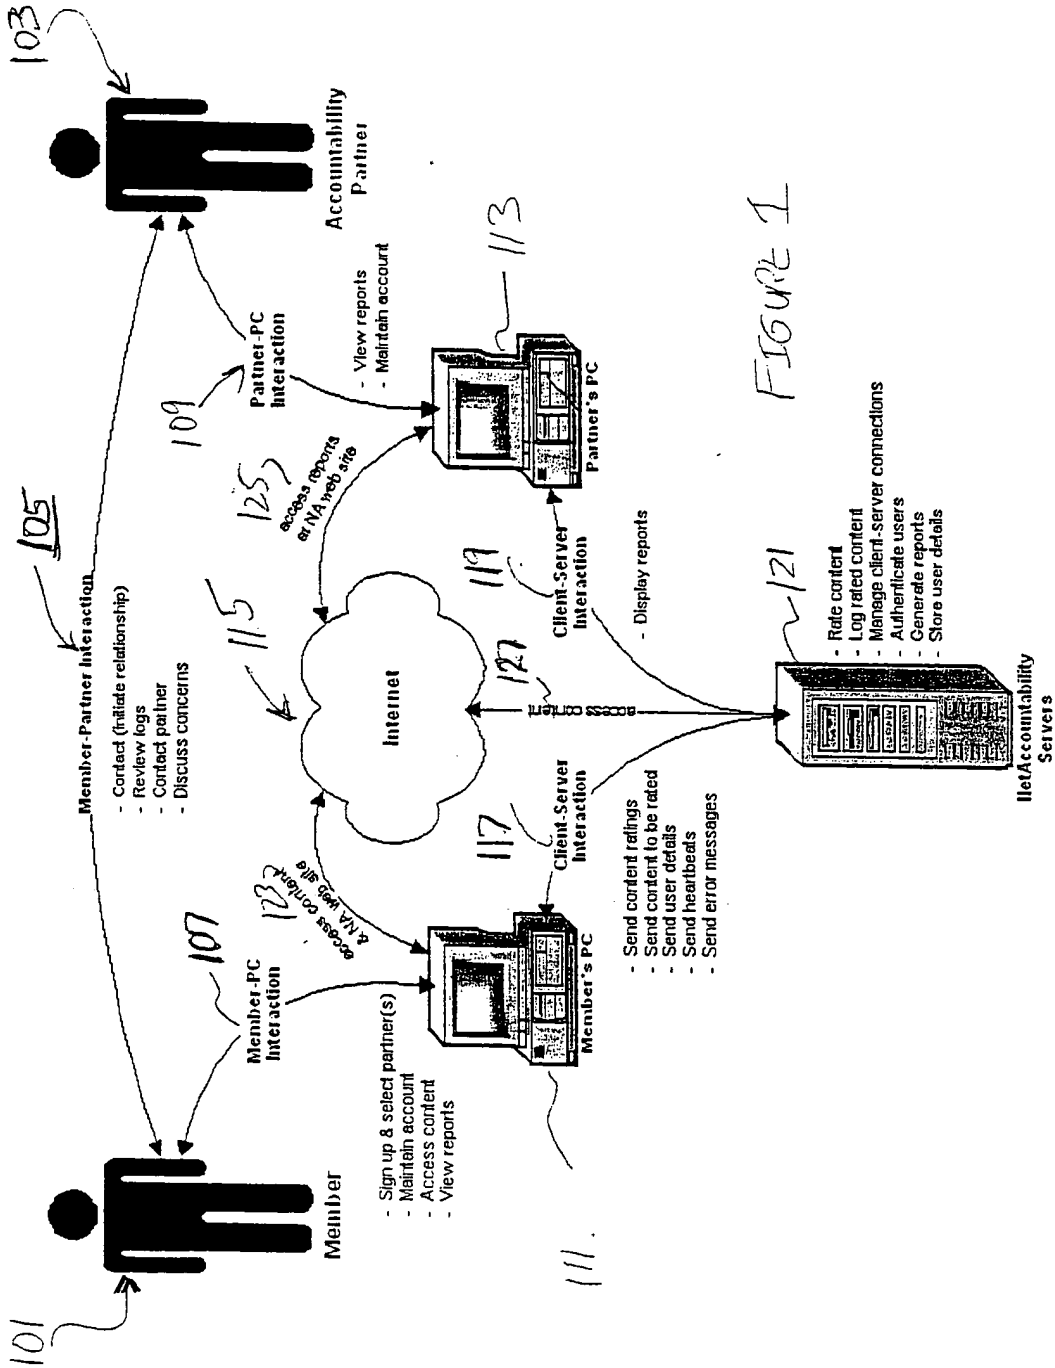 101
103
105
Member-Partner Interaction
- Contact (initiate relationship)
- Review logs
- Contact partner
- Discuss concerns
Member
Accountability
Partner
107
Member-PC
Interaction
- Sign up & select partner(s)
- Maintain account
- Access content
- View reports
109
Partner-PC
Interaction
- View reports
- Maintain account
123
access content
& NA web site
115
Internet
125
access reports
at NA web site
111.
Member's PC
113
Partner's PC
117
Client-Server
Interaction
- Send content ratings
- Send content to be rated
- Send user details
- Send heartbeats
- Send error messages
127
access content
119
Client-Server
Interaction
- Display reports
121
- Rate content
- Log rated content
- Manage client-server connections
- Authenticate users
- Generate reports
- Store user details
NetAccountability
Servers
FIGURE 1